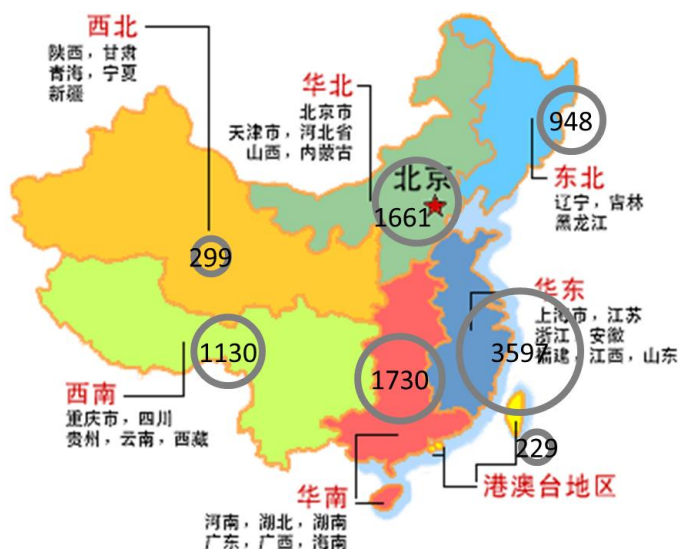 西北
陕西，甘肃
青海，宁夏
新疆
华北
北京市
天津市，河北省
山西，内蒙古
948
北京
1661
东北
辽宁，吉林
黑龙江
299
华东
上海市，江苏
浙江，安徽
福建，江西，山东
3597
1130
1730
西南
重庆市，四川
贵州，云南，西藏
229
港澳台地区
华南
河南，湖北，湖南
广东，广西，海南